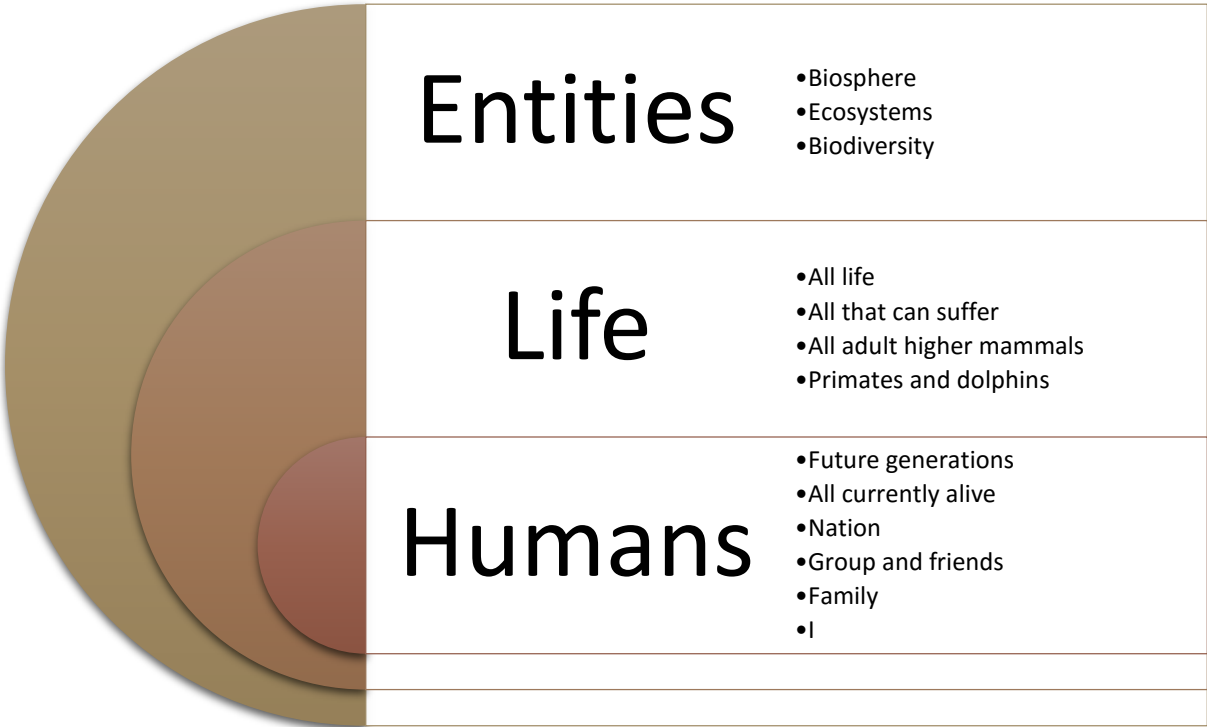 Entities
•Biosphere
•Ecosystems
•Biodiversity
Life
•All life
•All that can suffer
•All adult higher mammals
•Primates and dolphins
Humans
•Future generations
•All currently alive
•Nation
•Group and friends
•Family
•I